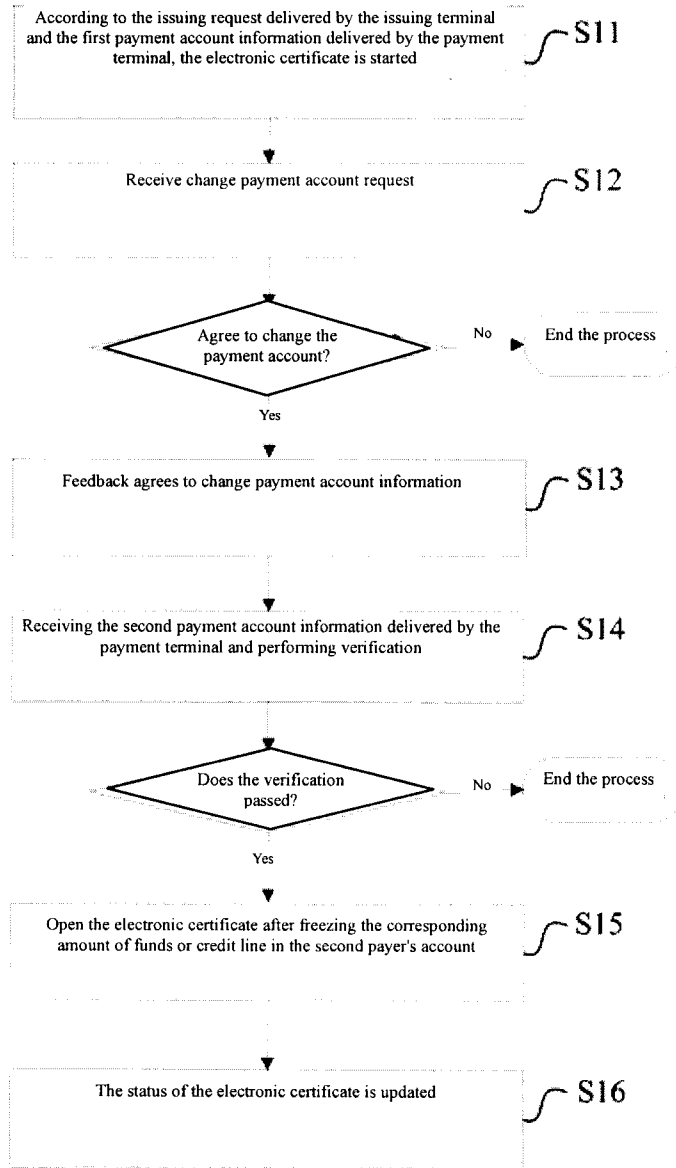 According to the issuing request delivered by the issuing terminal
and the first payment account information delivered by the payment
terminal, the electronic certificate is started
S11
Receive change payment account request
S12
Agree to change the
payment account?
No
End the process
Yes
Feedback agrees to change payment account information
S13
Receiving the second payment account information delivered by the
payment terminal and performing verification
S14
Does the verification
passed?
No
End the process
Yes
Open the electronic certificate after freezing the corresponding
amount of funds or credit line in the second payer's account
S15
The status of the electronic certificate is updated
S16